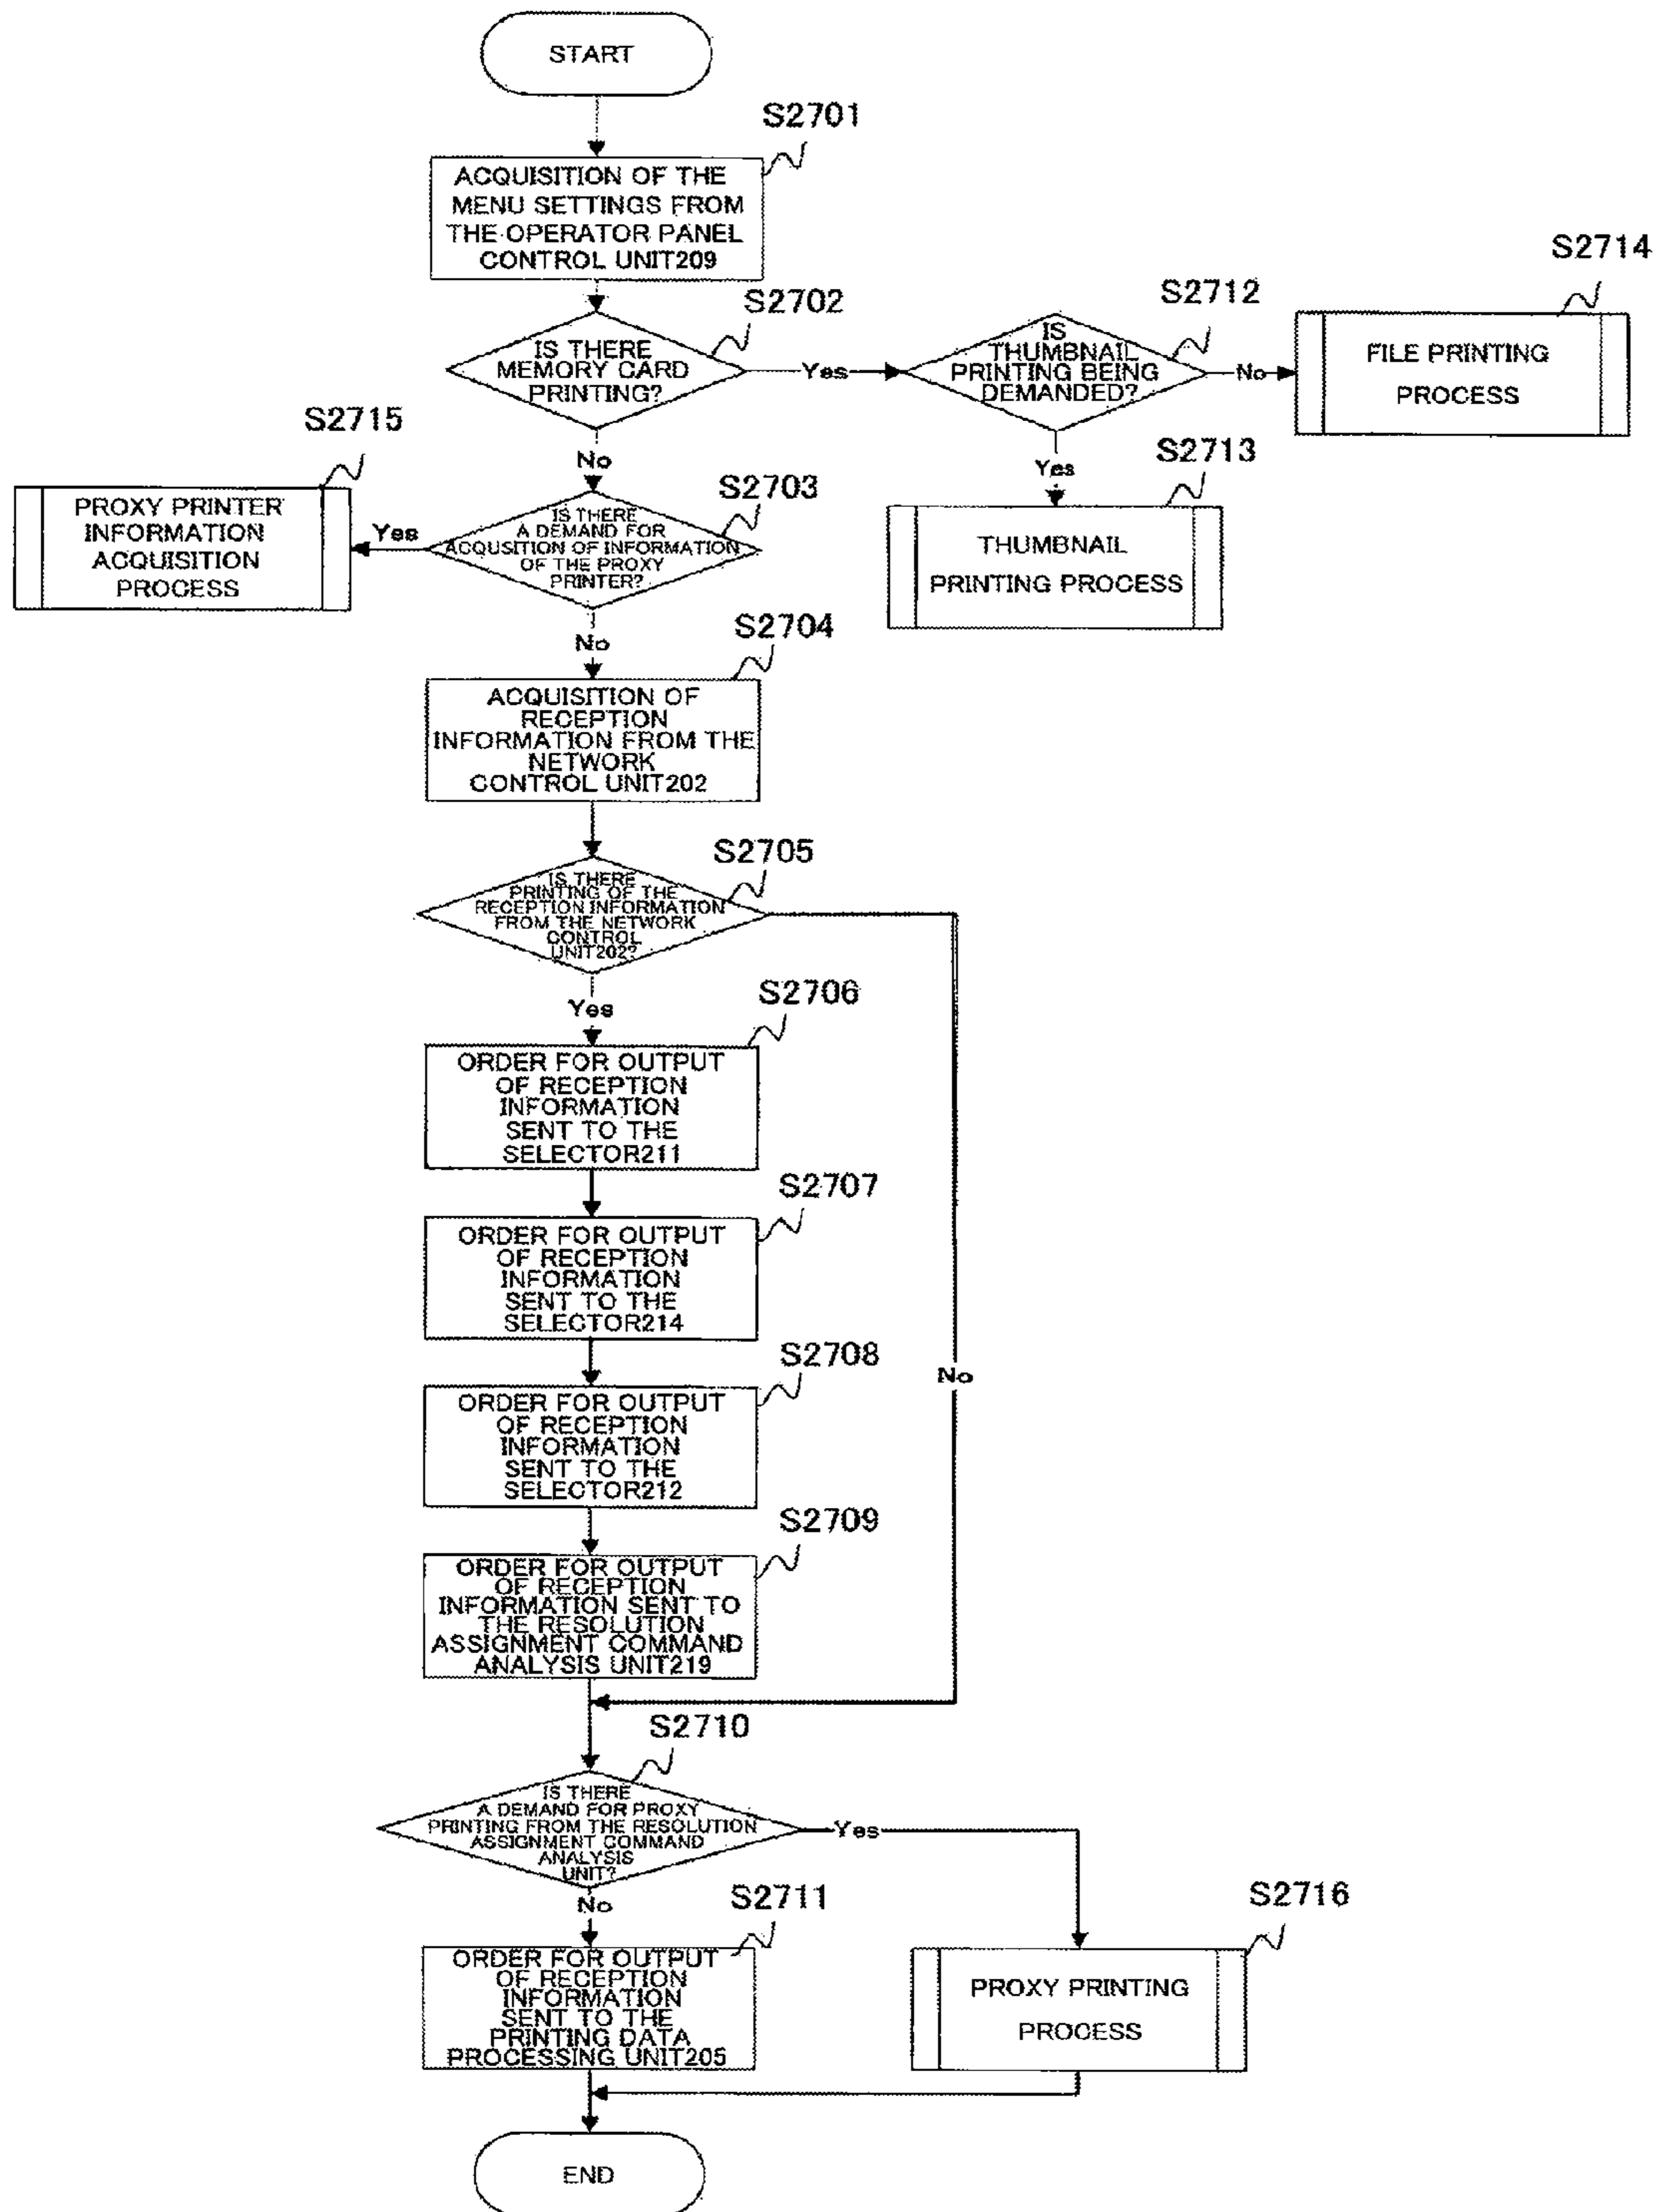 START
S2701
ACQUISITION OF THE
MENU SETTINGS FROM
THE OPERATOR PANEL
CONTROL UNIT209
S2702
IS THERE
MEMORY CARD
PRINTING?
Yes
S2712
IS
THUMBNAIL
PRINTING BEING
DEMANDED?
No
S2714
FILE PRINTING
PROCESS
Yes
S2713
THUMBNAIL
PRINTING PROCESS
No
S2703
IS THERE
A DEMAND FOR
ACQUSITION OF INFORMATION
OF THE PROXY
PRINTER?
Yes
S2715
PROXY PRINTER
INFORMATION
ACQUISITION
PROCESS
No
S2704
ACQUISITION OF
RECEPTION
INFORMATION FROM THE
NETWORK
CONTROL UNIT202
S2705
IS THERE
PRINTING OF THE
RECEPTION INFORMATION
FROM THE NETWORK
CONTROL
UNIT202?
Yes
No
S2706
ORDER FOR OUTPUT
OF RECEPTION
INFORMATION
SENT TO THE
SELECTOR211
S2707
ORDER FOR OUTPUT
OF RECEPTION
INFORMATION
SENT TO THE
SELECTOR214
S2708
ORDER FOR OUTPUT
OF RECEPTION
INFORMATION
SENT TO THE
SELECTOR212
S2709
ORDER FOR OUTPUT
OF RECEPTION
INFORMATION SENT TO
THE RESOLUTION
ASSIGNMENT COMMAND
ANALYSIS UNIT219
S2710
IS THERE
A DEMAND FOR PROXY
PRINTING FROM THE RESOLUTION
ASSIGNMENT COMMAND
ANALYSIS
UNIT?
Yes
No
S2711
ORDER FOR OUTPUT
OF RECEPTION
INFORMATION
SENT TO THE
PRINTING DATA
PROCESSING UNIT205
S2716
PROXY PRINTING
PROCESS
END